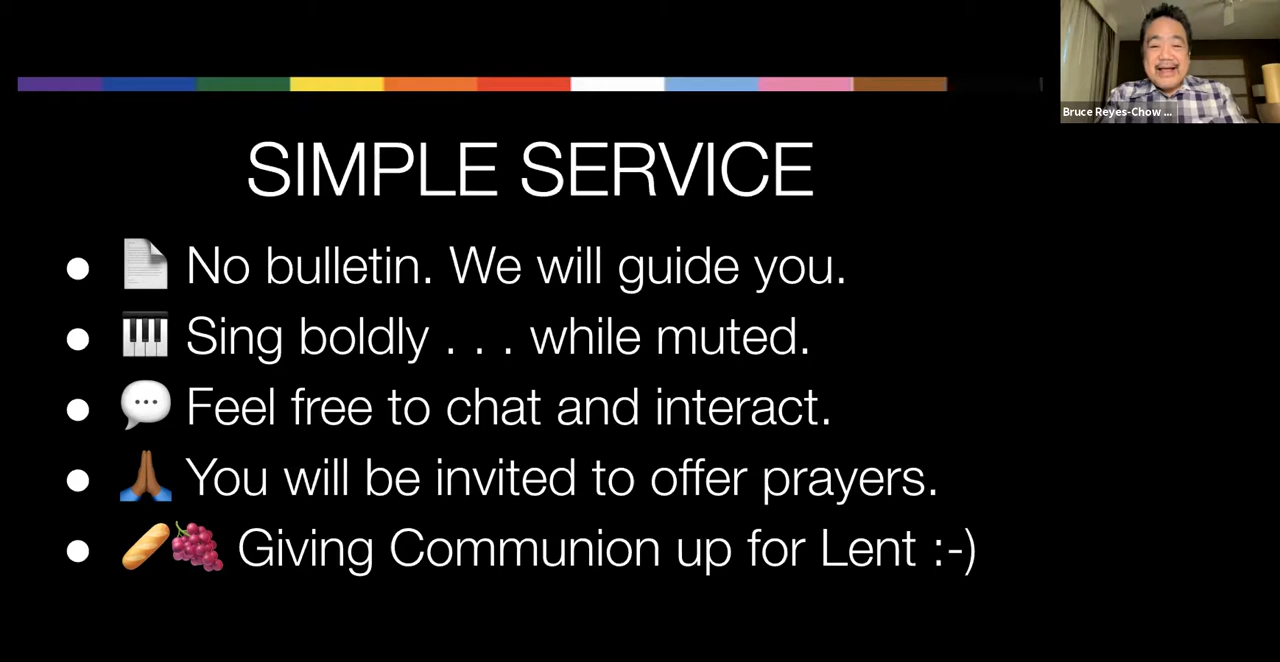 Bruce Reyes-Chow ...
SIMPLE SERVICE
No bulletin. We will guide you.
Sing boldly . . . while muted.
Feel free to chat and interact.
You will be invited to offer prayers.
Giving Communion up for Lent :-)